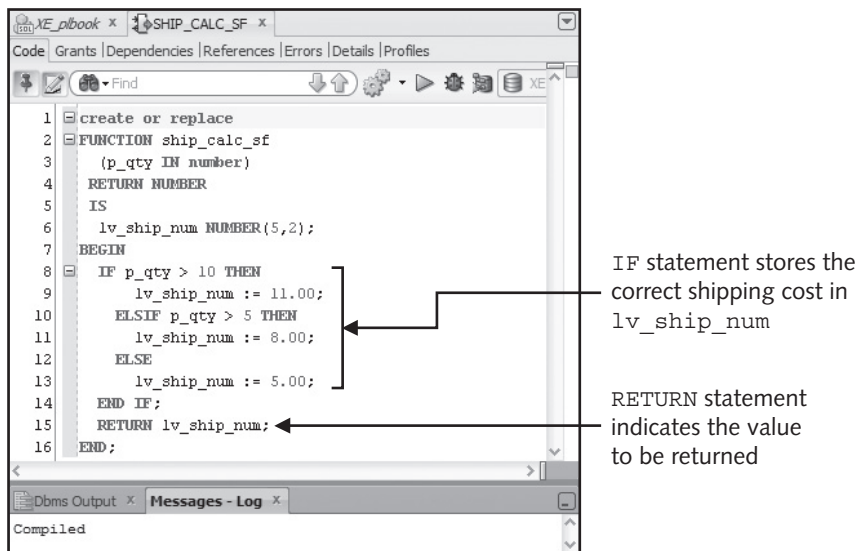 XE_plbook x SHIP_CALC_SF x
Code Grants | Dependencies | References | Errors | Details | Profiles
Find XE
1 create or replace
2 FUNCTION ship_calc_sf
3 (p_qty IN number)
4 RETURN NUMBER
5 IS
6 lv_ship_num NUMBER(5,2);
7 BEGIN
8 IF p_qty > 10 THEN
9 lv_ship_num := 11.00;
10 ELSIF p_qty > 5 THEN
11 lv_ship_num := 8.00;
12 ELSE
13 lv_ship_num := 5.00;
14 END IF;
15 RETURN lv_ship_num;
16 END;
IF statement stores the
correct shipping cost in
lv_ship_num
RETURN statement
indicates the value
to be returned
Dbms Output x Messages - Log x
Compiled